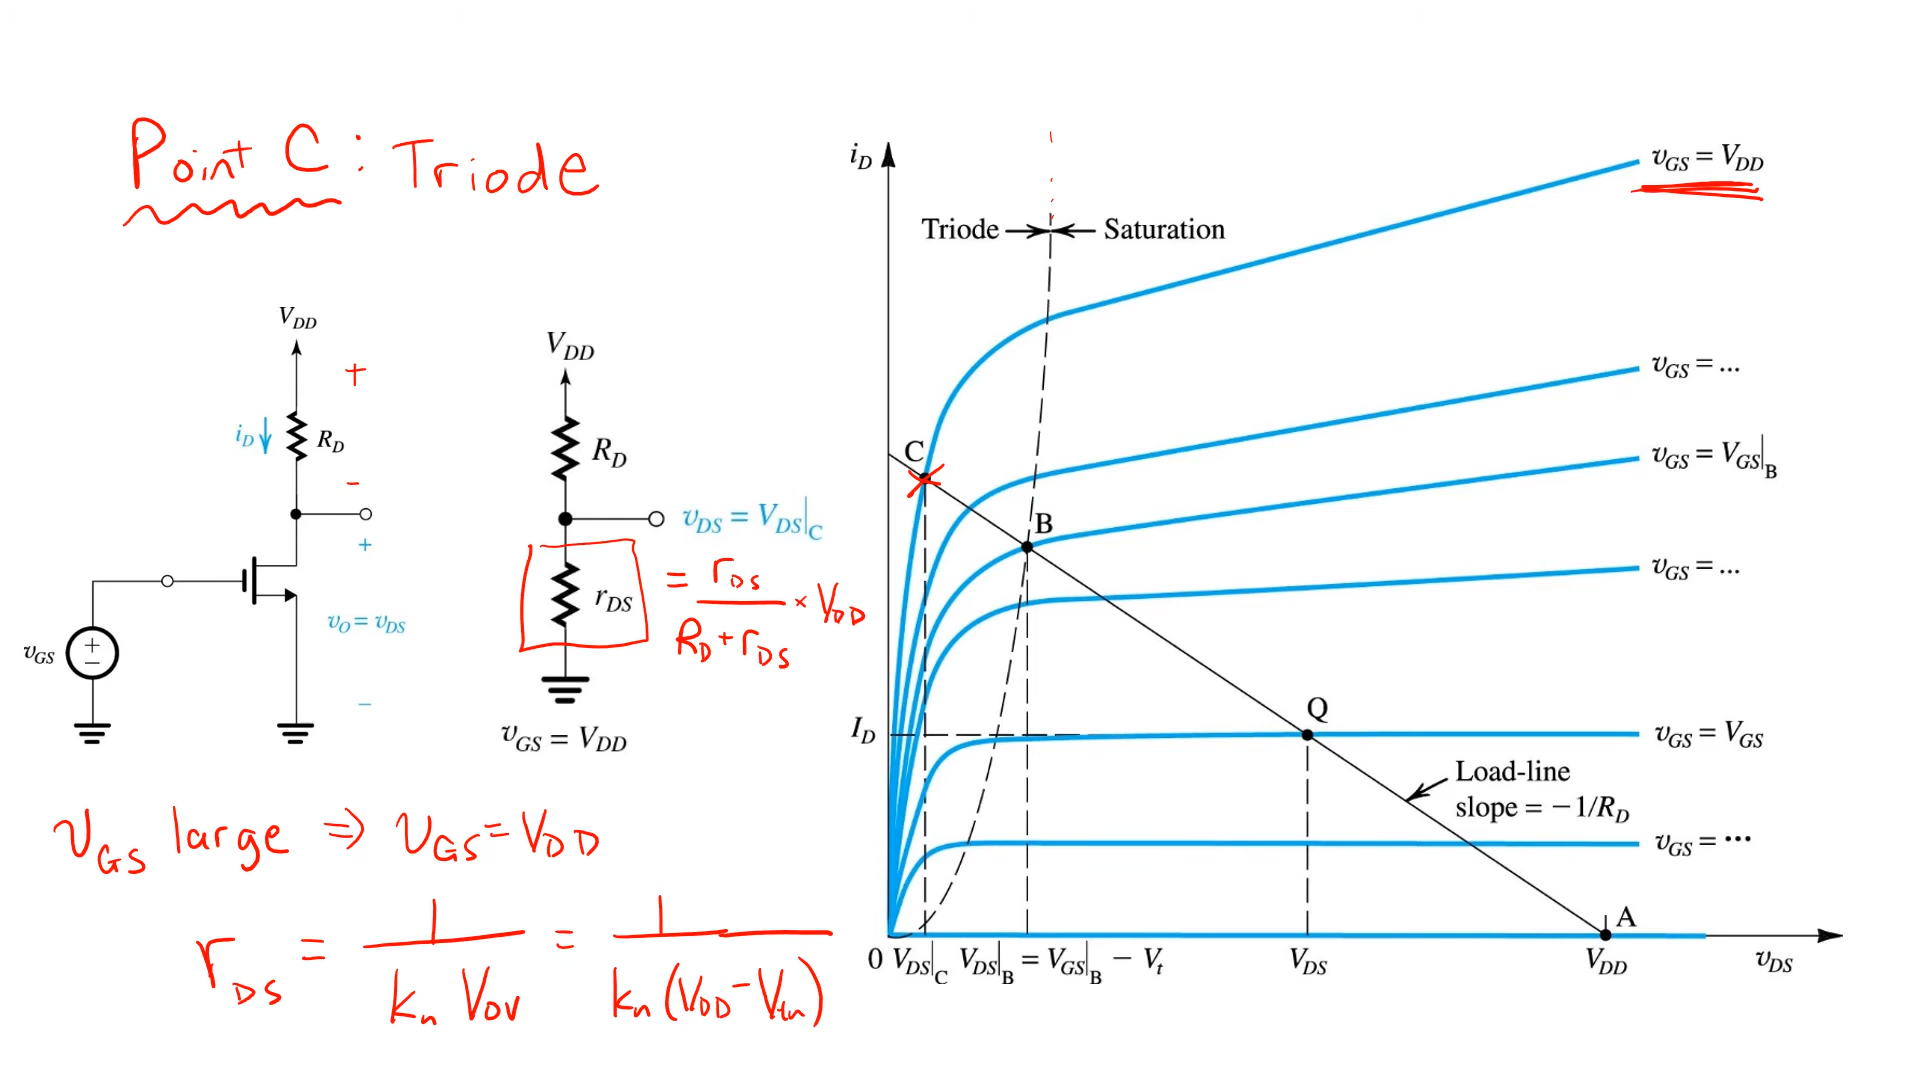 Point C: Triode
V_DD
+
i_D
R_D
-
+
v_O = v_DS
-
v_GS
+
-
V_DD
R_D
v_DS = V_DS|_C
r_DS
= r_DS / (R_D + r_DS) × V_DD
v_GS = V_DD
v_GS large ⇒ v_GS = V_DD
r_DS = 1 / (k_n V_OV) = 1 / (k_n (V_DD - V_tn))
i_D
Triode
Saturation
v_GS = V_DD
v_GS = ...
v_GS = V_GS|_B
v_GS = ...
C
B
Q
I_D
v_GS = V_GS
Load-line
slope = −1/R_D
v_GS = ...
A
0
V_DS|_C
V_DS|_B = V_GS|_B − V_t
V_DS
V_DD
v_DS